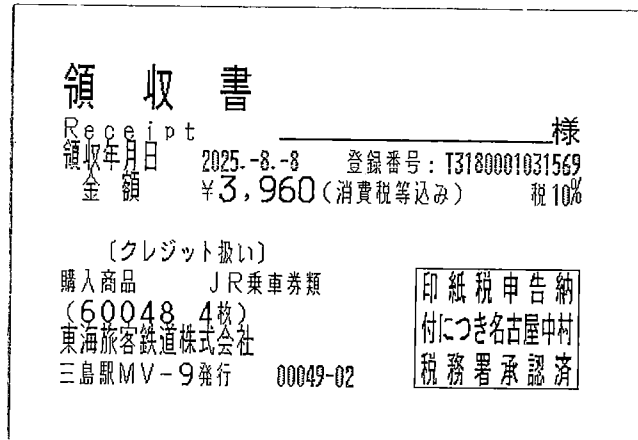 領収書
Receipt 様
領収年月日 2025.-8.-8 登録番号：T3180001031569
金額 ¥3,960（消費税等込み） 税10%
〔クレジット扱い〕
購入商品 JR乗車券類
（60048 4枚）
東海旅客鉄道株式会社
三島駅MV-9発行 00049-02
印紙税申告納
付につき名古屋中村
税務署承認済